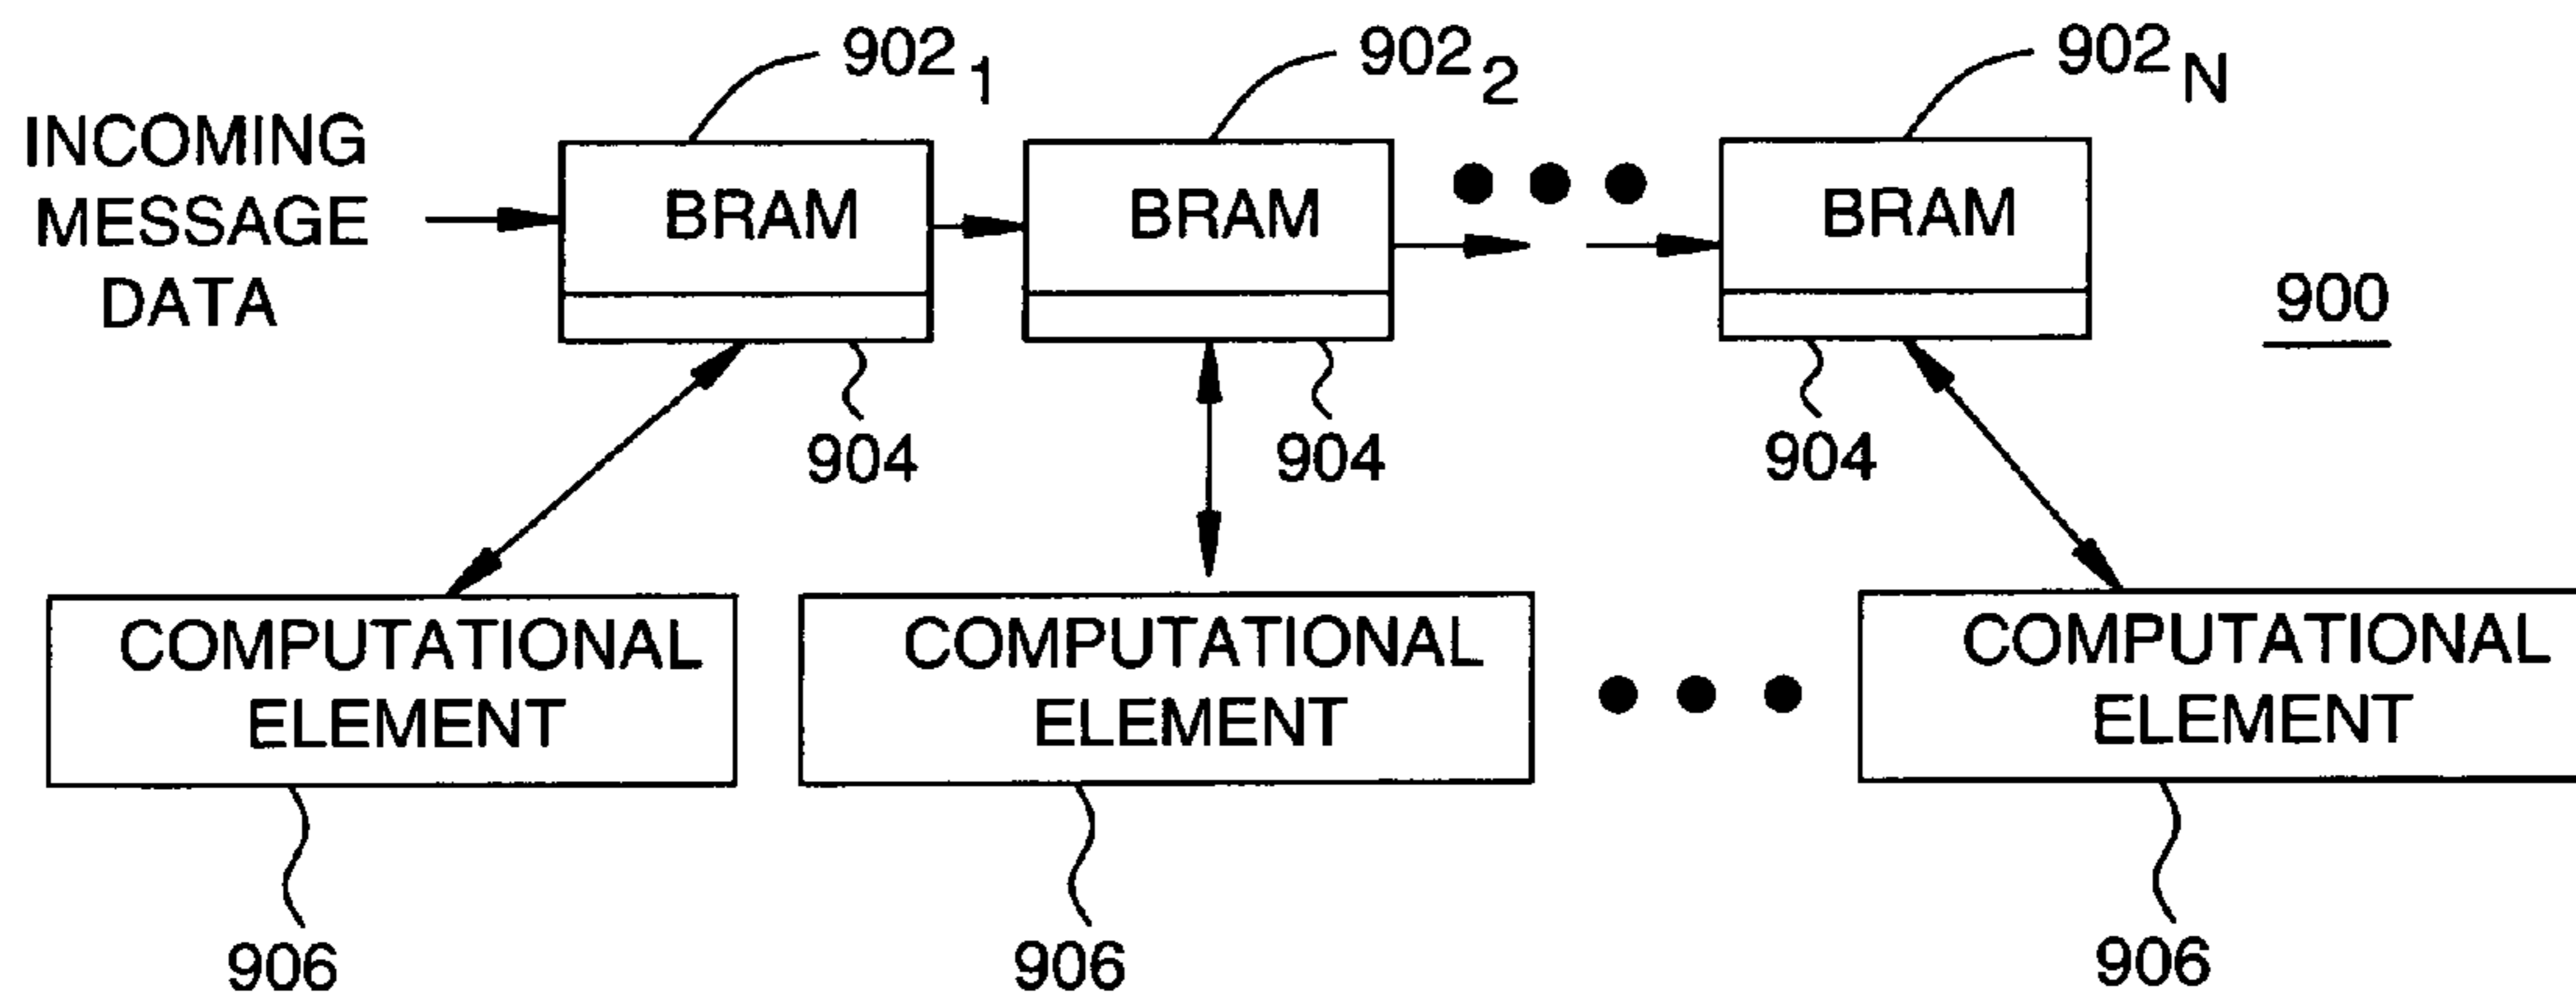 902 1
902 2
902 N
INCOMING
MESSAGE
DATA
BRAM
BRAM
BRAM
900
904
904
904
COMPUTATIONAL
ELEMENT
COMPUTATIONAL
ELEMENT
COMPUTATIONAL
ELEMENT
906
906
906